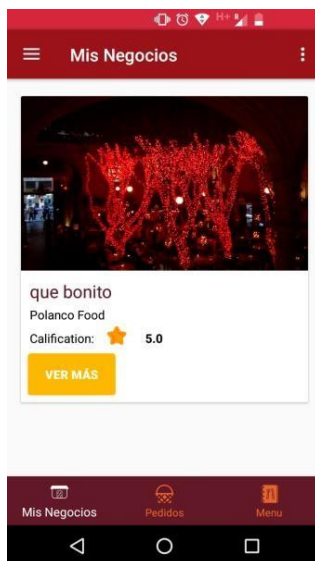 H+
Mis Negocios
que bonito
Polanco Food
Calification: 5.0
VER MÁS
Mis Negocios
Pedidos
Menu